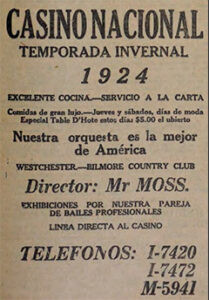 CASINO NACIONAL
TEMPORADA INVERNAL
1924
EXCELENTE COCINA.—SERVICIO A LA CARTA
Comidas de gran lujo.—Jueves y sábados, días de moda
Especial Table D'Hote estos días $5.00 el ubierto
Nuestra orquesta es la mejor
de América
WESTCHESTER.—BILMORE COUNTRY CLUB
Director: Mr MOSS.
EXHIBICIONES POR NUESTRA PAREJA
DE BAILES PROFESIONALES
LINEA DIRECTA AL CASINO
TELEFONOS: I-7420
I-7472
M-5941